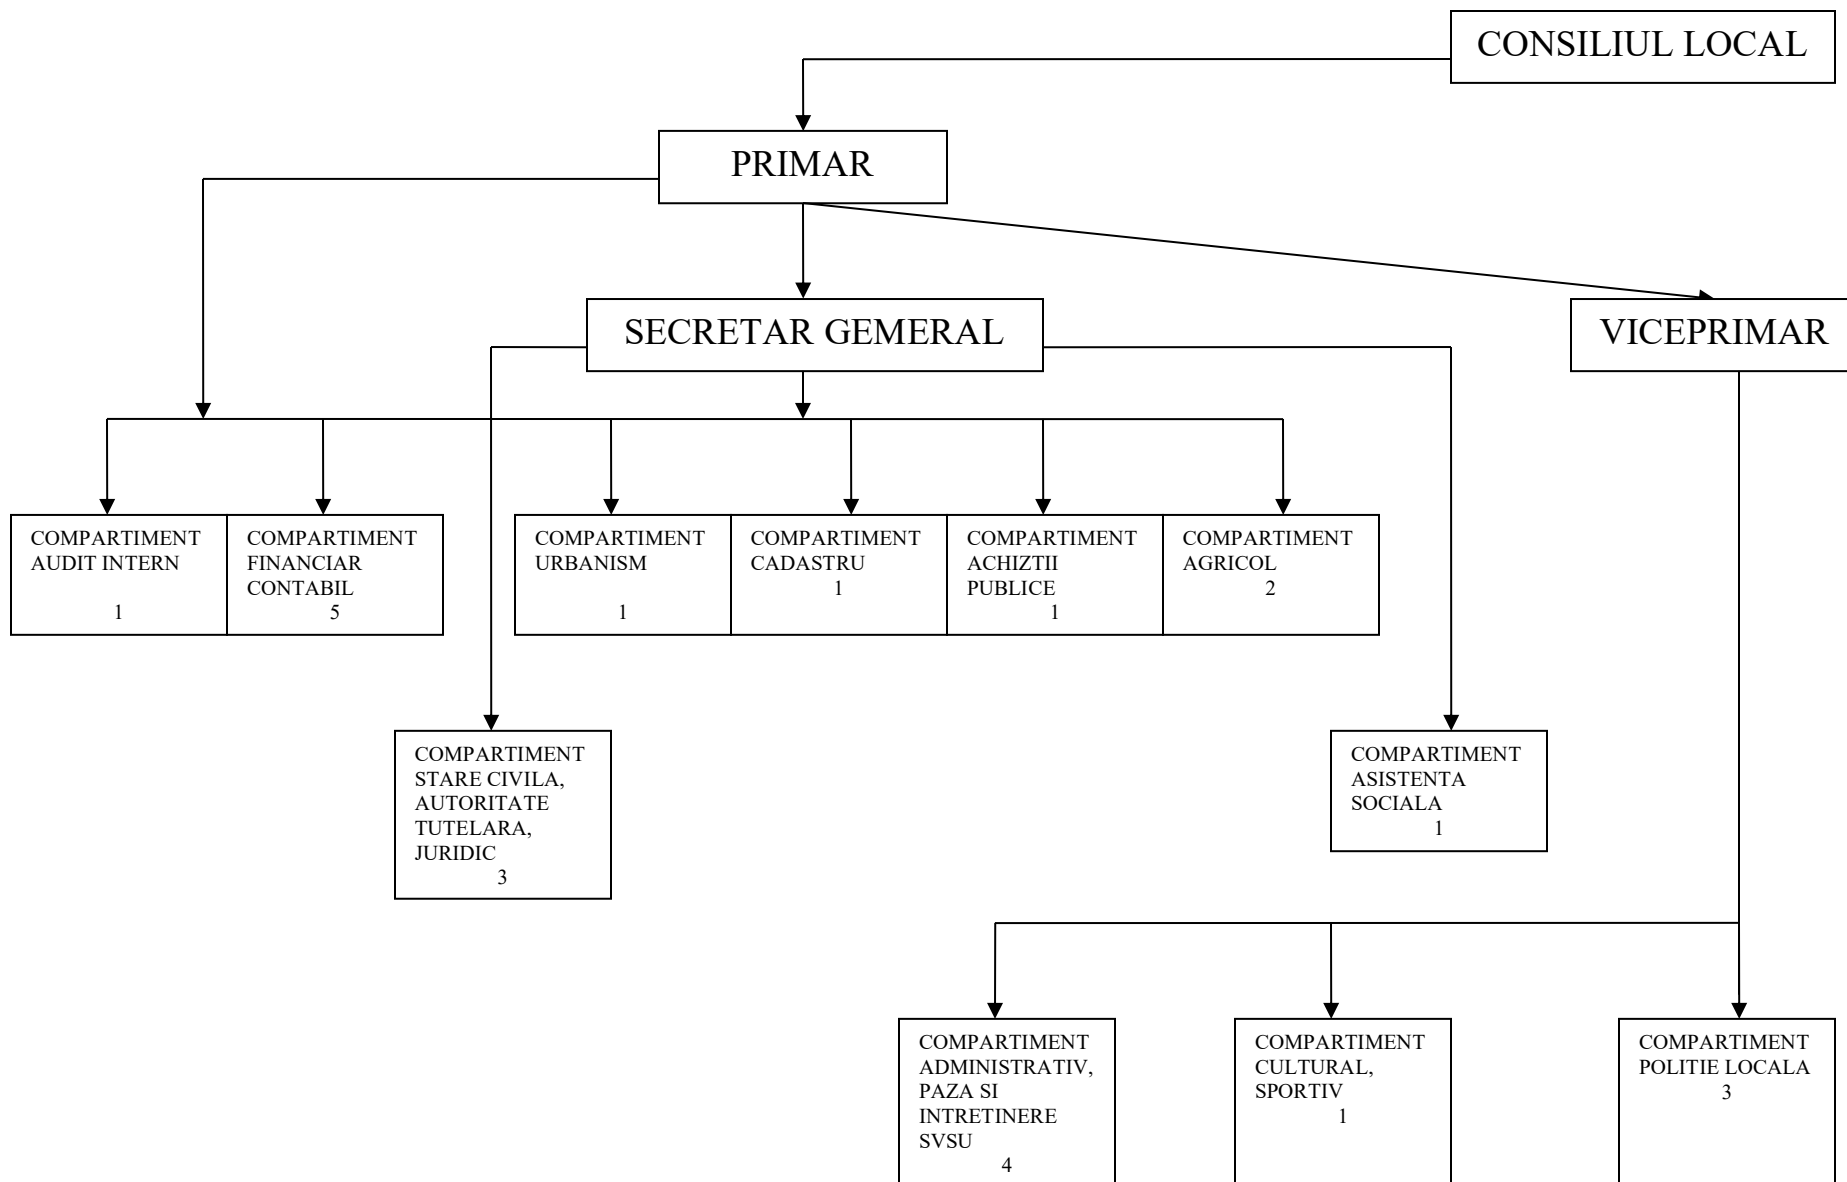 CONSILIUL LOCAL
PRIMAR
SECRETAR GEMERAL
VICEPRIMAR
COMPARTIMENT
AUDIT INTERN
1
COMPARTIMENT
FINANCIAR
CONTABIL
5
COMPARTIMENT
URBANISM
1
COMPARTIMENT
CADASTRU
1
COMPARTIMENT
ACHIZTII
PUBLICE
1
COMPARTIMENT
AGRICOL
2
COMPARTIMENT
STARE CIVILA,
AUTORITATE
TUTELARA,
JURIDIC
3
COMPARTIMENT
ASISTENTA
SOCIALA
1
COMPARTIMENT
ADMINISTRATIV,
PAZA SI
INTRETINERE
SVSU
4
COMPARTIMENT
CULTURAL,
SPORTIV
1
COMPARTIMENT
POLITIE LOCALA
3